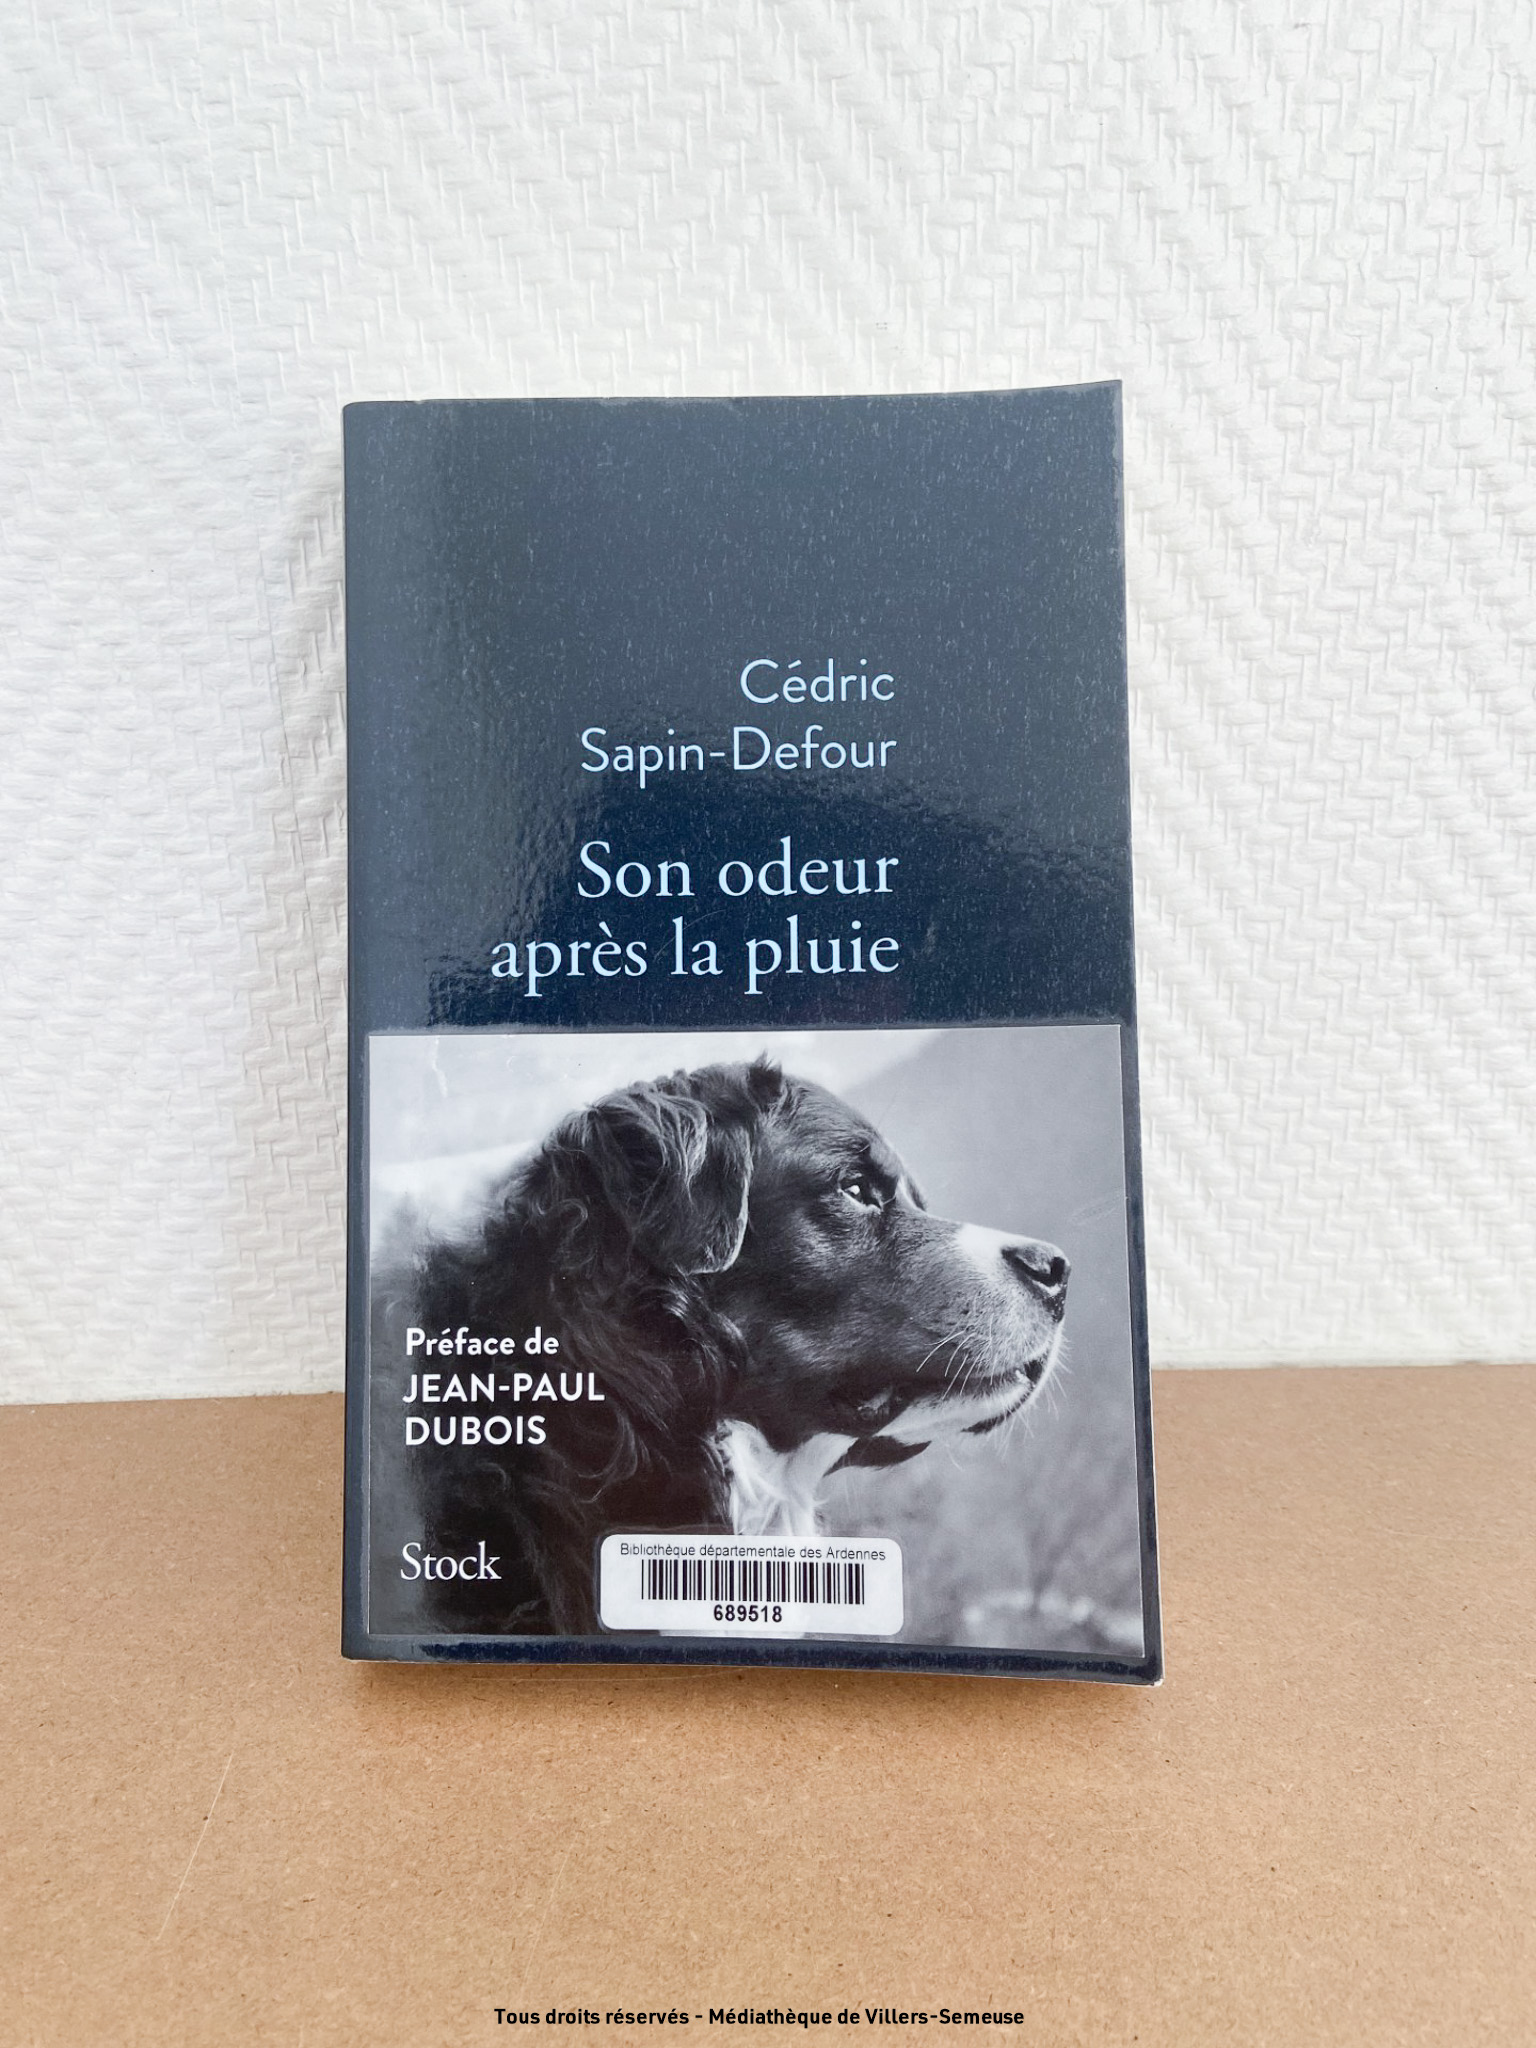 Cédric
Sapin-Defour
Son odeur
après la pluie
Préface de
JEAN-PAUL
DUBOIS
Stock
Bibliothèque départementale des Ardennes
689518
Tous droits réservés - Médiathèque de Villers-Semeuse